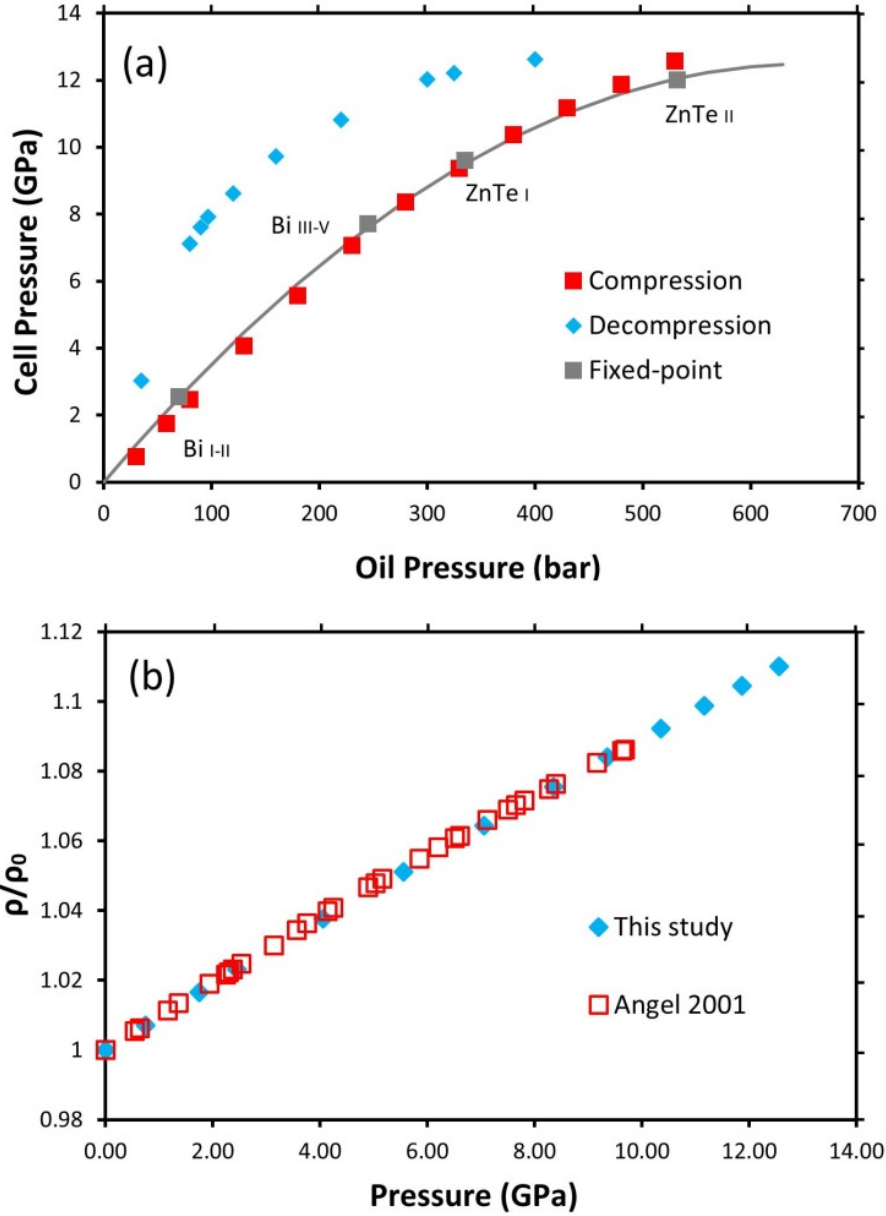 14
(a)
12
ZnTe II
10
ZnTe I
Cell Pressure (GPa)
8
Bi III-V
6
Compression
4
Decompression
Fixed-point
2
Bi I-II
0
0 100 200 300 400 500 600 700
Oil Pressure (bar)
1.12
(b)
1.1
1.08
1.06
ρ/ρ0
1.04
This study
1.02
Angel 2001
1
0.98
0.00 2.00 4.00 6.00 8.00 10.00 12.00 14.00
Pressure (GPa)